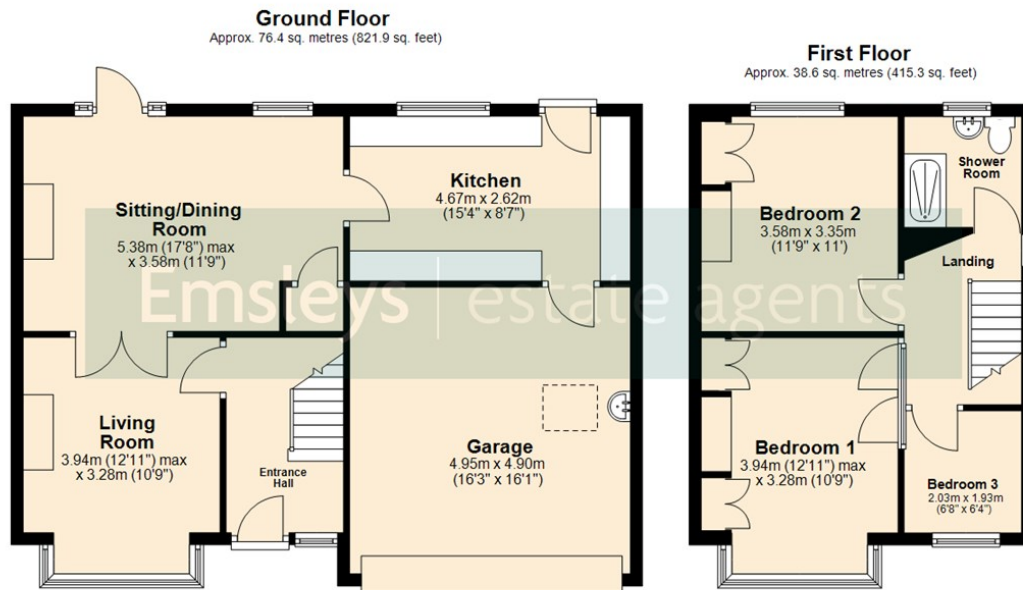 Ground Floor
Approx. 76.4 sq. metres (821.9 sq. feet)
Sitting/Dining
Room
5.38m (17'8") max
x 3.58m (11'9")
Kitchen
4.67m x 2.62m
(15'4" x 8'7")
Living
Room
3.94m (12'11") max
x 3.28m (10'9")
Entrance
Hall
Garage
4.95m x 4.90m
(16'3" x 16'1")
First Floor
Approx. 38.6 sq. metres (415.3 sq. feet)
Bedroom 2
3.58m x 3.35m
(11'9" x 11')
Shower
Room
Landing
Bedroom 1
3.94m (12'11") max
x 3.28m (10'9")
Bedroom 3
2.03m x 1.93m
(6'8" x 6'4")
Emsleys | estate agents